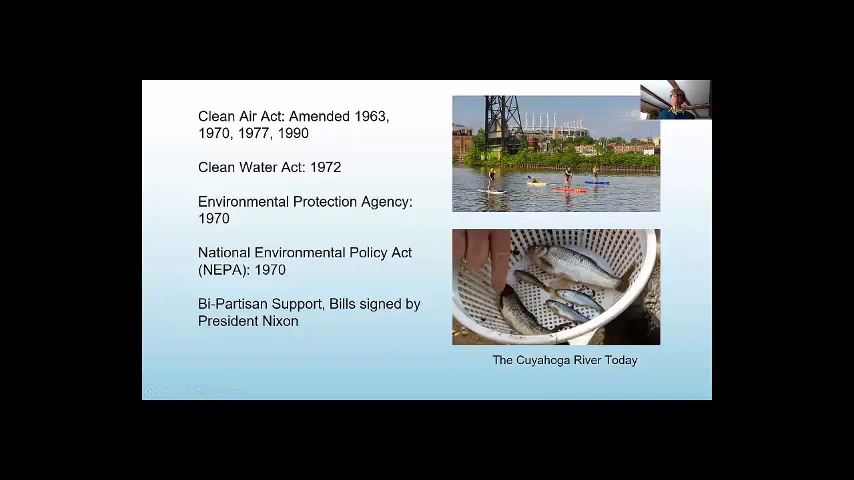 Clean Air Act: Amended 1963,
1970, 1977, 1990
Clean Water Act: 1972
Environmental Protection Agency:
1970
National Environmental Policy Act
(NEPA): 1970
Bi-Partisan Support, Bills signed by
President Nixon
The Cuyahoga River Today